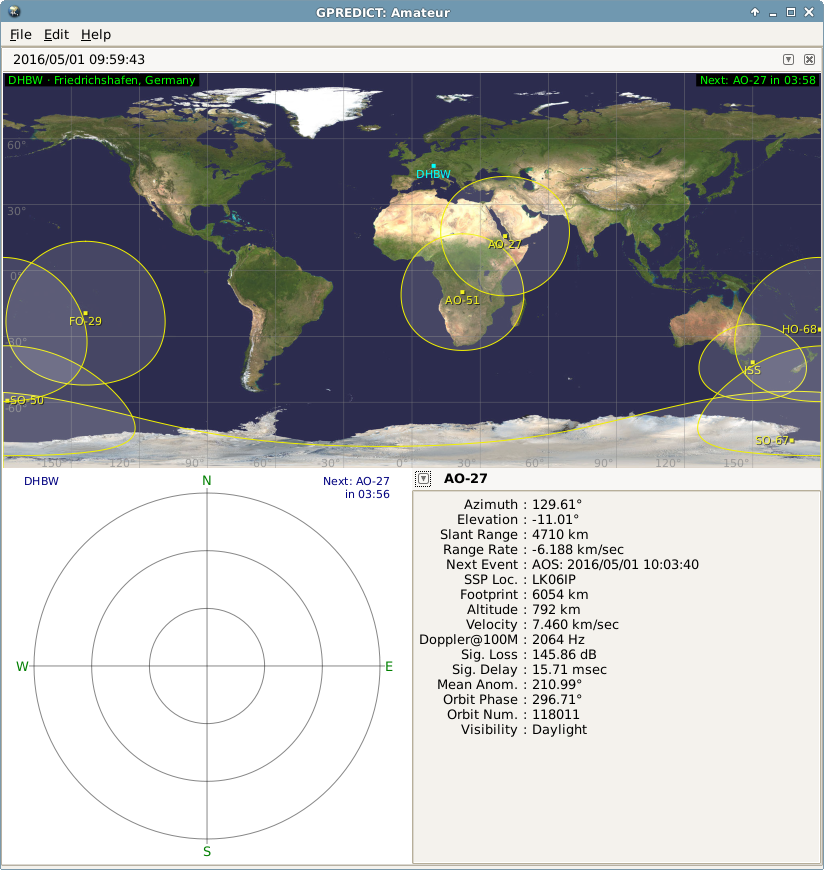 GPREDICT: Amateur
File Edit Help
2016/05/01 09:59:43
DHBW · Friedrichshafen, Germany
Next: AO-27 in 03:58
60°
DHBW
30°
AO-27
0°
AO-51
FO-29
HO-68
-30°
ISS
SO-50
-60°
SO-67
-150° -120° -90° -60° -30° 0° 30° 60° 90° 120° 150°
DHBW
N
Next: AO-27
in 03:56
W
E
S
AO-27
Azimuth : 129.61°
Elevation : -11.01°
Slant Range : 4710 km
Range Rate : -6.188 km/sec
Next Event : AOS: 2016/05/01 10:03:40
SSP Loc. : LK06IP
Footprint : 6054 km
Altitude : 792 km
Velocity : 7.460 km/sec
Doppler@100M : 2064 Hz
Sig. Loss : 145.86 dB
Sig. Delay : 15.71 msec
Mean Anom. : 210.99°
Orbit Phase : 296.71°
Orbit Num. : 118011
Visibility : Daylight